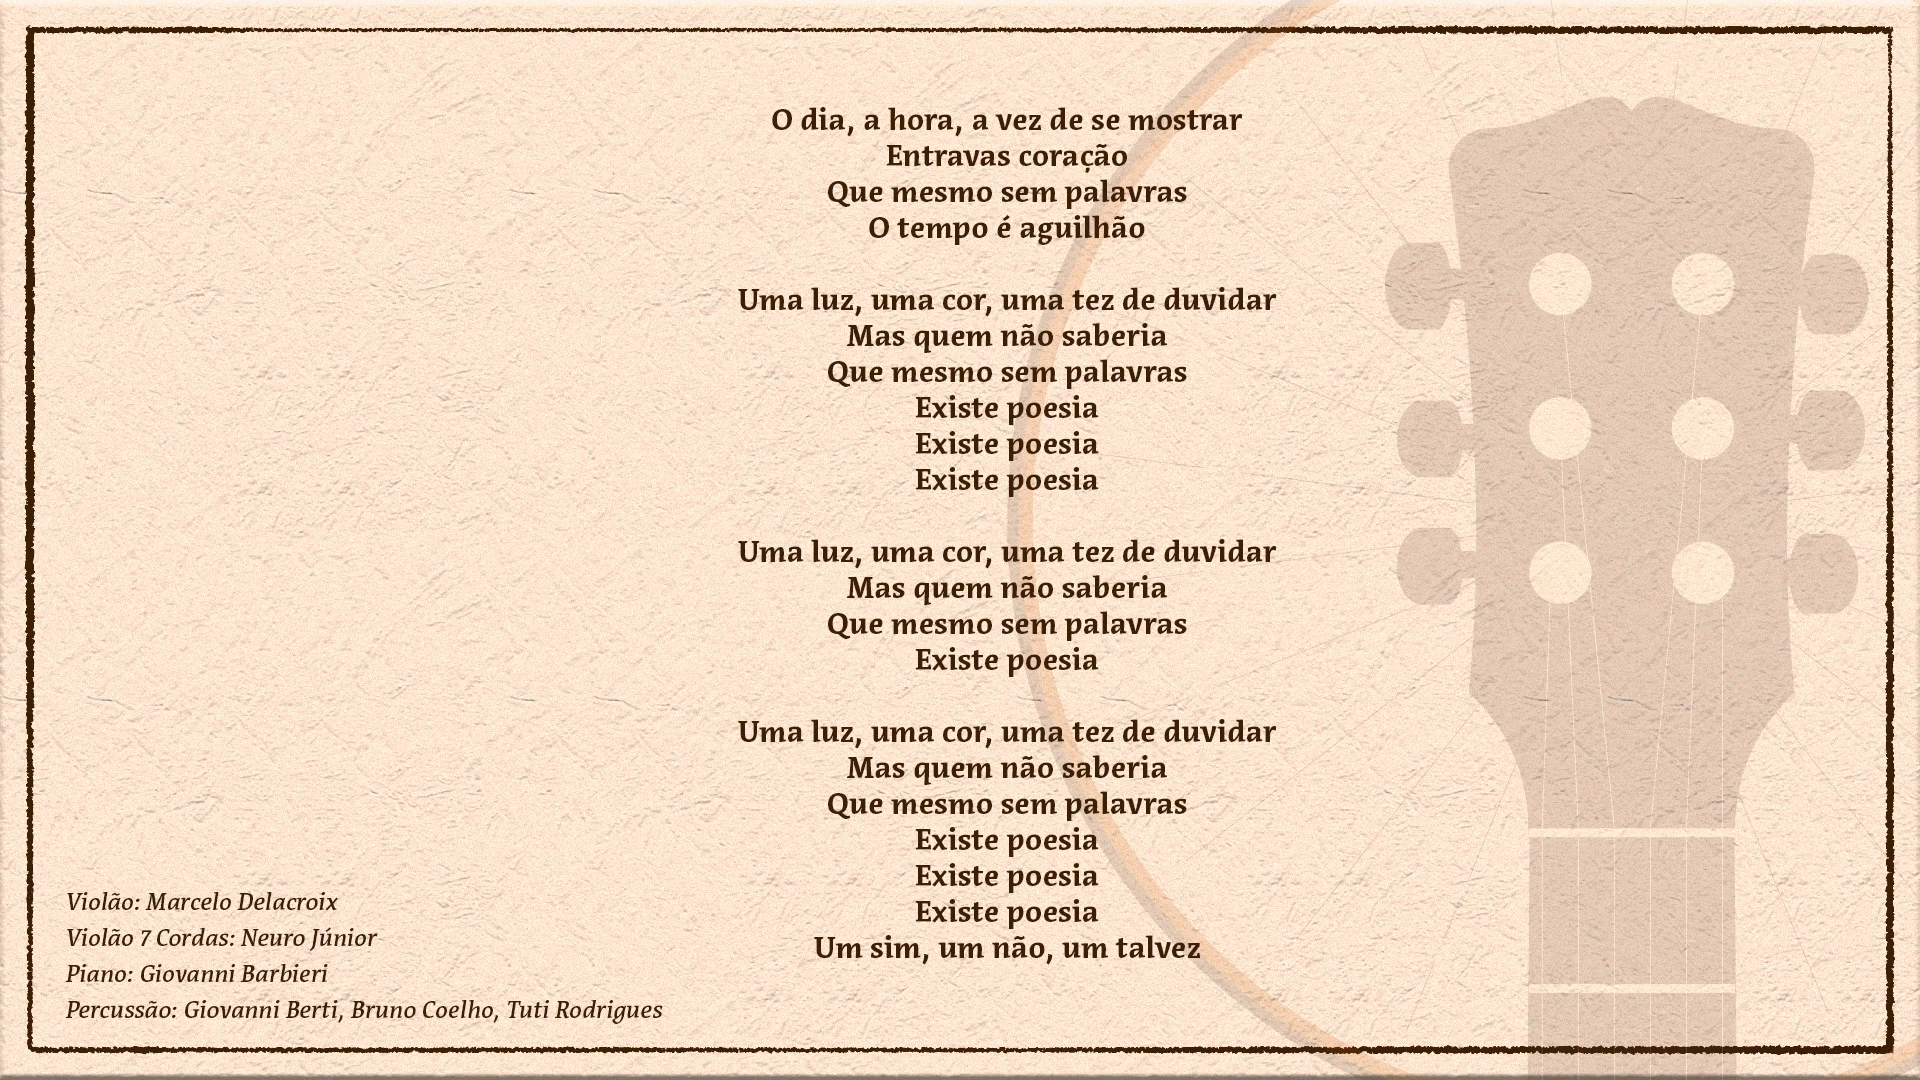 O dia, a hora, a vez de se mostrar
Entravas coração
Que mesmo sem palavras
O tempo é aguilhão

Uma luz, uma cor, uma tez de duvidar
Mas quem não saberia
Que mesmo sem palavras
Existe poesia
Existe poesia
Existe poesia

Uma luz, uma cor, uma tez de duvidar
Mas quem não saberia
Que mesmo sem palavras
Existe poesia

Uma luz, uma cor, uma tez de duvidar
Mas quem não saberia
Que mesmo sem palavras
Existe poesia
Existe poesia
Existe poesia
Um sim, um não, um talvez

Violão: Marcelo Delacroix
Violão 7 Cordas: Neuro Júnior
Piano: Giovanni Barbieri
Percussão: Giovanni Berti, Bruno Coelho, Tuti Rodrigues